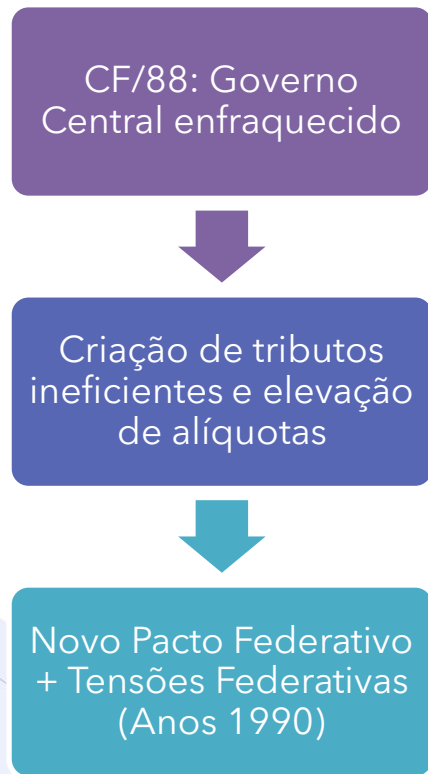 CF/88: Governo
Central enfraquecido
Criação de tributos
ineficientes e elevação
de alíquotas
Novo Pacto Federativo
+ Tensões Federativas
(Anos 1990)